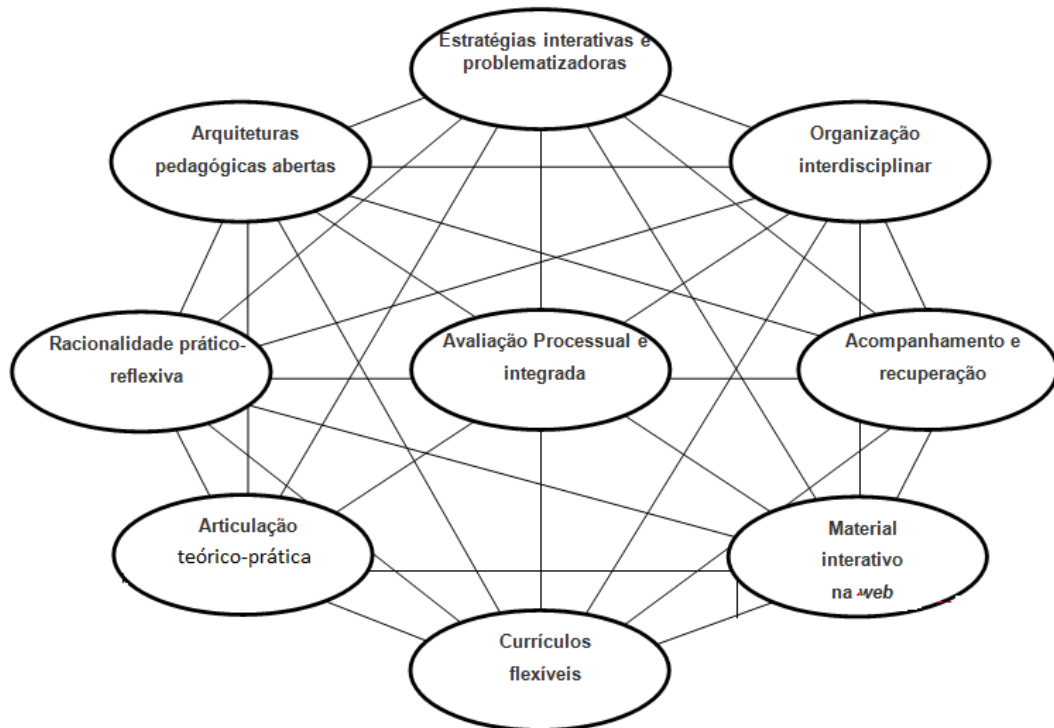 Estratégias interativas e
problematizadoras
Arquiteturas
pedagógicas abertas
Organização
interdisciplinar
Racionalidade prático-
reflexiva
Avaliação Processual e
integrada
Acompanhamento e
recuperação
Articulação
teórico-prática
Material
interativo
na web
Currículos
flexíveis